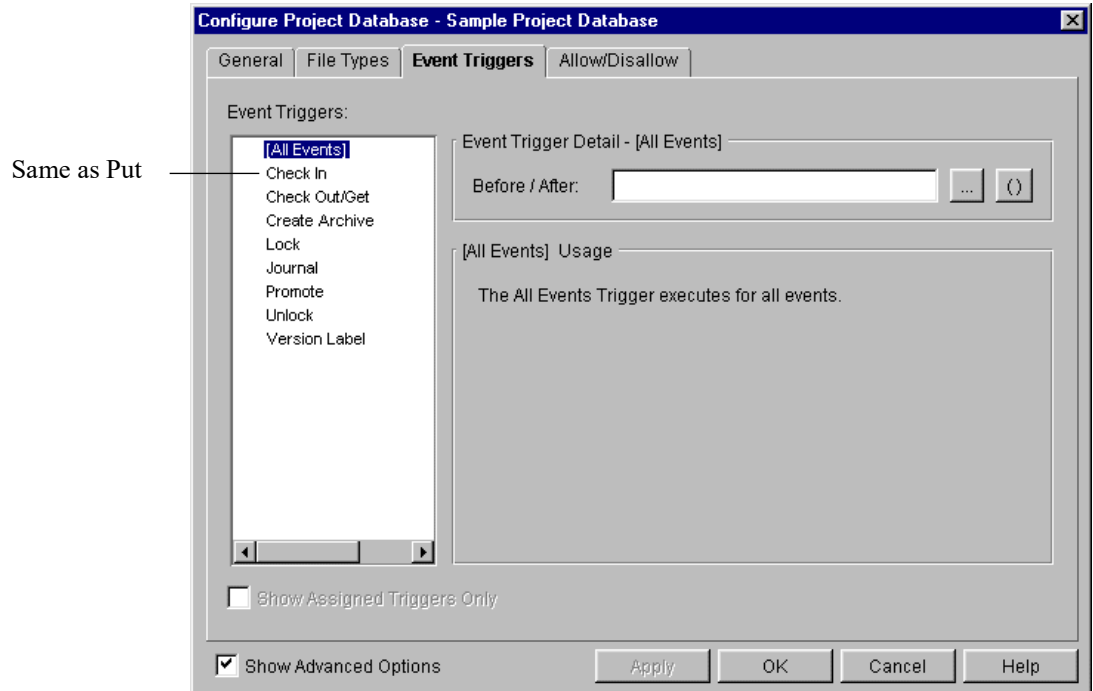 Configure Project Database - Sample Project Database
General File Types Event Triggers Allow/Disallow
Event Triggers:
[All Events]
Same as Put
Check In
Check Out/Get
Create Archive
Lock
Journal
Promote
Unlock
Version Label
Event Trigger Detail - [All Events]
Before / After: ... ()
[All Events] Usage
The All Events Trigger executes for all events.
Show Assigned Triggers Only
Show Advanced Options Apply OK Cancel Help